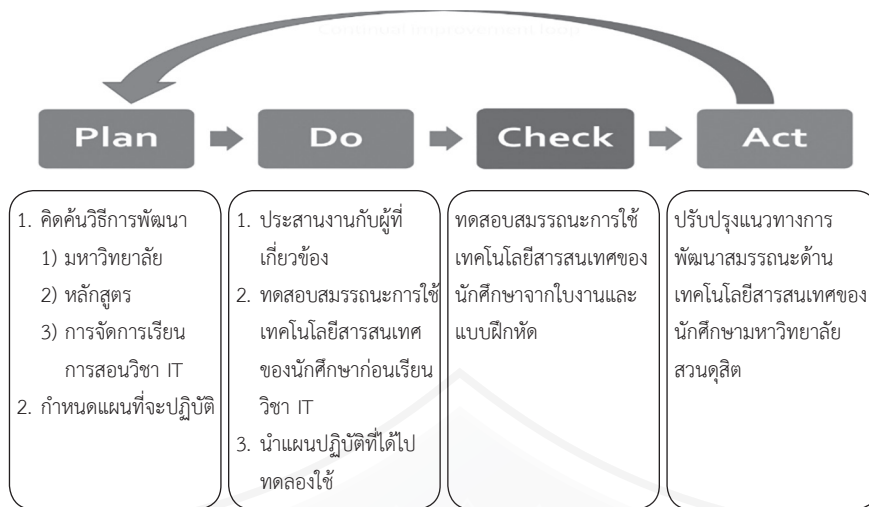 Continual Improvement loop
Plan
Do
Check
Act
1. คิดค้นวิธีการพัฒนา
1) มหาวิทยาลัย
2) หลักสูตร
3) การจัดการเรียน
การสอนวิชา IT
2. กำหนดแผนที่จะปฏิบัติ
1. ประสานงานกับผู้ที่
เกี่ยวข้อง
2. ทดสอบสมรรถนะการใช้
เทคโนโลยีสารสนเทศ
ของนักศึกษาก่อนเรียน
วิชา IT
3. นำแผนปฏิบัติที่ได้ไป
ทดลองใช้
ทดสอบสมรรถนะการใช้
เทคโนโลยีสารสนเทศของ
นักศึกษาจากใบงานและ
แบบฝึกหัด
ปรับปรุงแนวทางการ
พัฒนาสมรรถนะด้าน
เทคโนโลยีสารสนเทศของ
นักศึกษามหาวิทยาลัย
สวนดุสิต